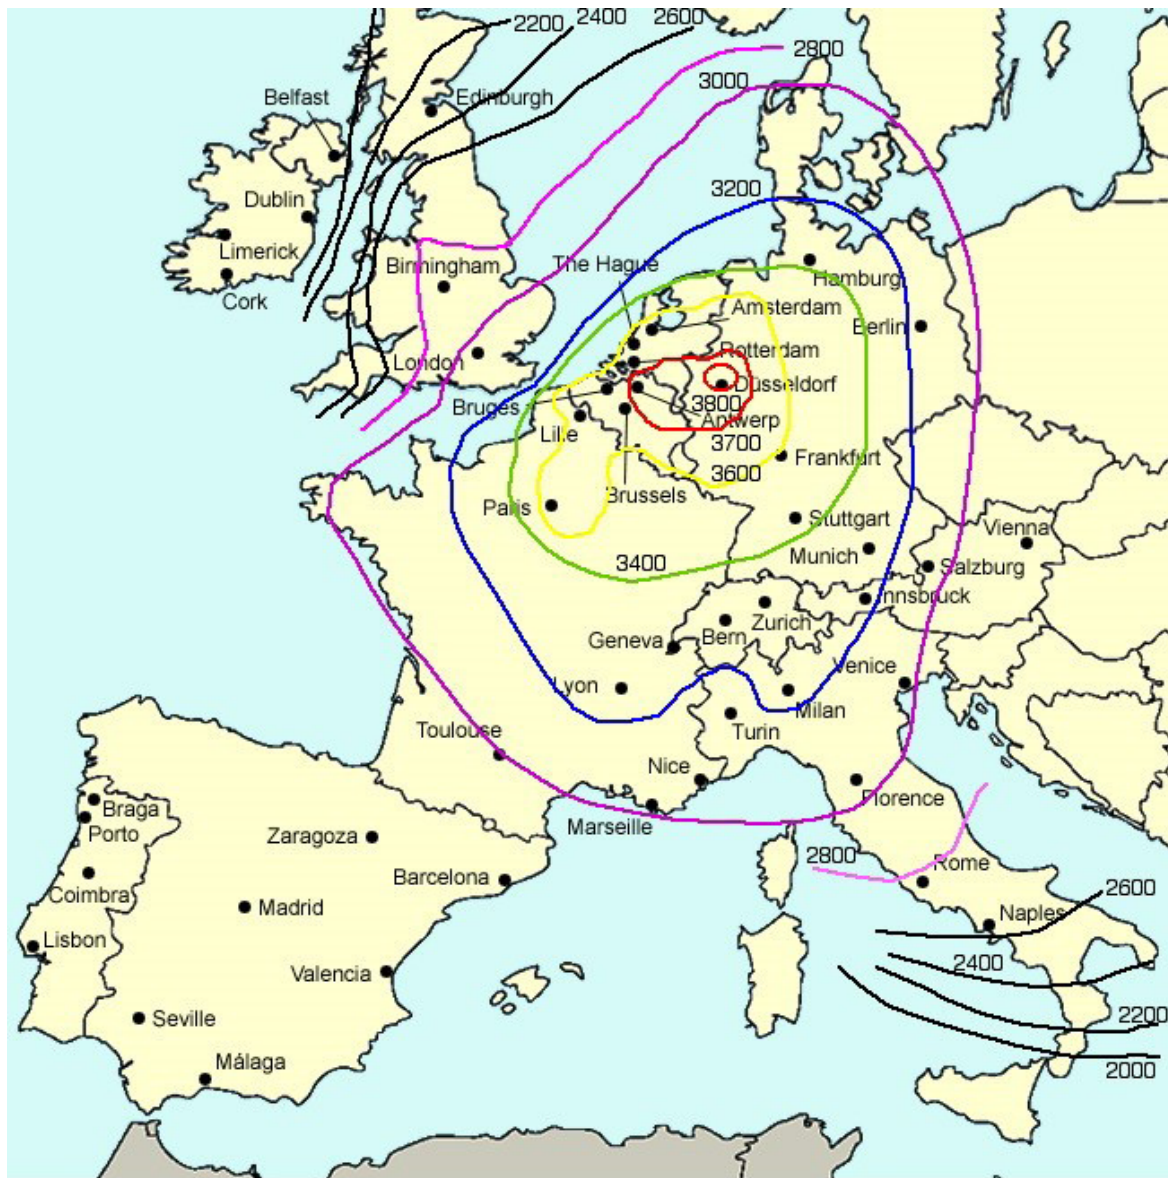 2200
2400
2600
2800
3000
Belfast
Edinburgh
3200
Dublin
Limerick
Cork
Birmingham
The Hague
Hamburg
Amsterdam
Berlin
Rotterdam
London
Düsseldorf
Bruges
3800
Antwerp
Lille
3700
3600
Frankfurt
Brussels
Paris
Stuttgart
Vienna
Munich
3400
Salzburg
Innsbruck
Zurich
Bern
Geneva
Venice
Lyon
Milan
Toulouse
Turin
Nice
Florence
Marseille
Braga
Porto
Zaragoza
2800
Rome
Barcelona
Coimbra
2600
Madrid
Naples
Lisbon
2400
Valencia
Seville
2200
Málaga
2000